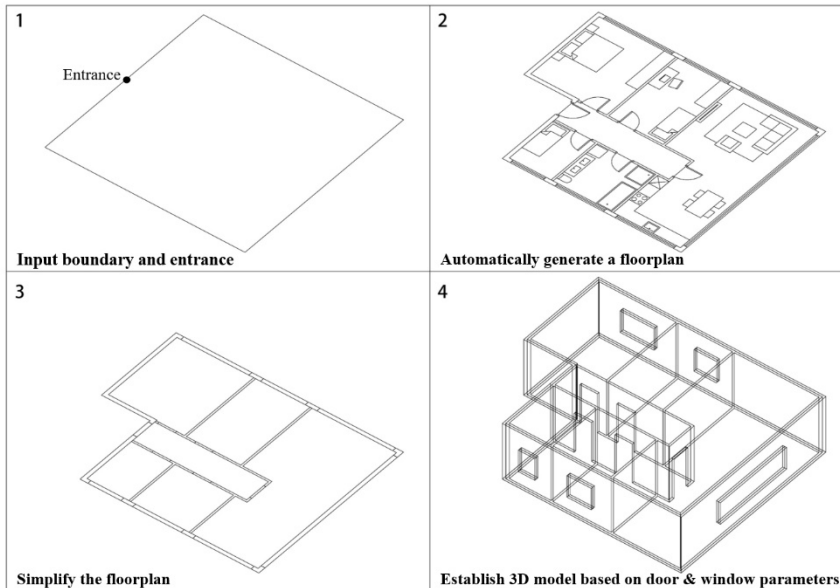 1
Entrance
Input boundary and entrance
2
Automatically generate a floorplan
3
Simplify the floorplan
4
Establish 3D model based on door & window parameters